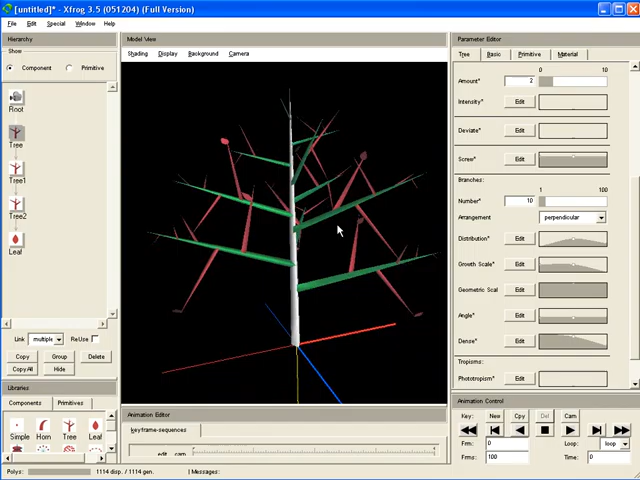 [untitled]* - Xfrog 3.5 (051204) (Full Version)
File Special Window Help
Hierarchy
Show
Component Primitive
Root
Tree
Tree1
Tree2
Leaf
Link multiple ReUse
Copy Group Delete
Copy All Hide
Libraries
Components Primitives
Simple Horn Tree Leaf
Model View
Shading Display Background Camera
Animation Editor
keyframe-sequences
edit cam
Parameter Editor
Tree Basic Primitive Material
0 10
Amount* 2
Intensity* Edit
Deviate* Edit
Screw* Edit
Branches:
1 100
Number* 10
Arrangement perpendicular
Distribution* Edit
Growth Scale* Edit
Geometric Scal Edit
Angle* Edit
Dense* Edit
Tropisms:
Phototropism* Edit
Animation Control
Key: New Cpy Del Cam
Frm.: 0 Loop: loop
Frms: 100 Time: 0
Polys: 1114 disp. / 1114 gen. Messages: